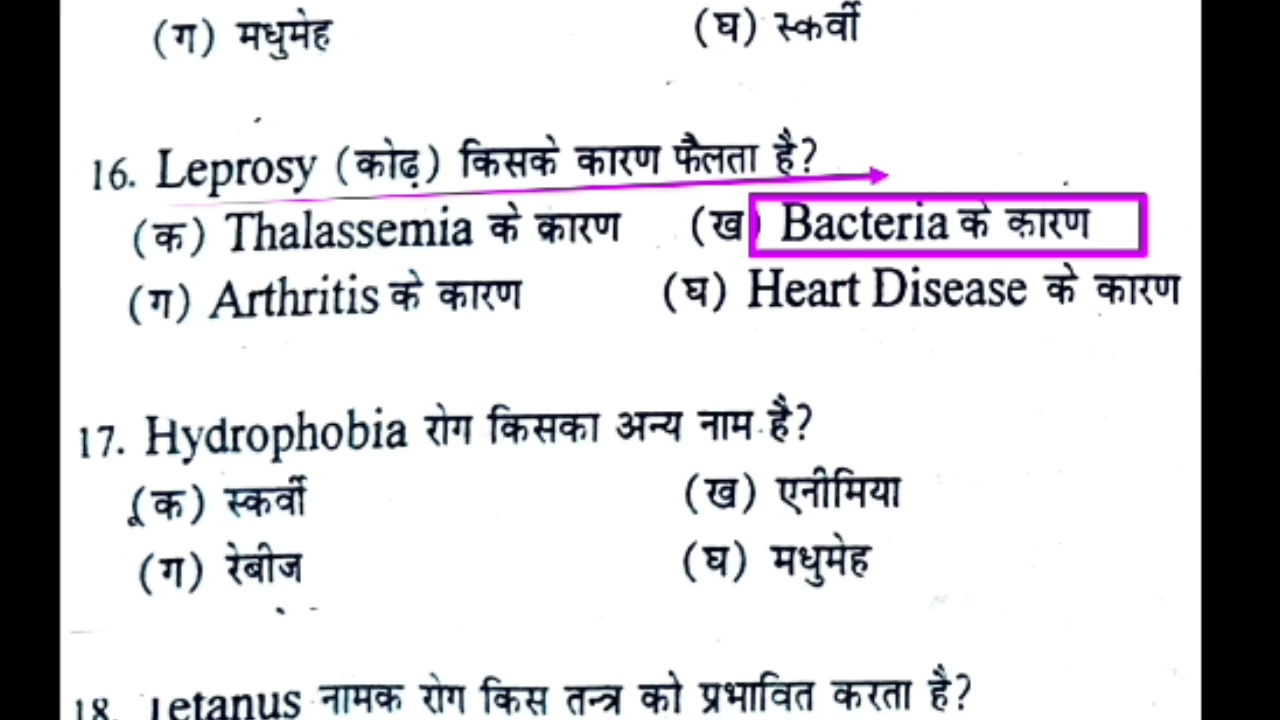 (ग) मधुमेह (घ) स्कर्वी
16. Leprosy (कोढ़) किसके कारण फैलता है?
(क) Thalassemia के कारण (ख) Bacteria के कारण
(ग) Arthritis के कारण (घ) Heart Disease के कारण
17. Hydrophobia रोग किसका अन्य नाम है?
(क) स्कर्वी (ख) एनीमिया
(ग) रेबीज (घ) मधुमेह
18. Tetanus नामक रोग किस तन्त्र को प्रभावित करता है?